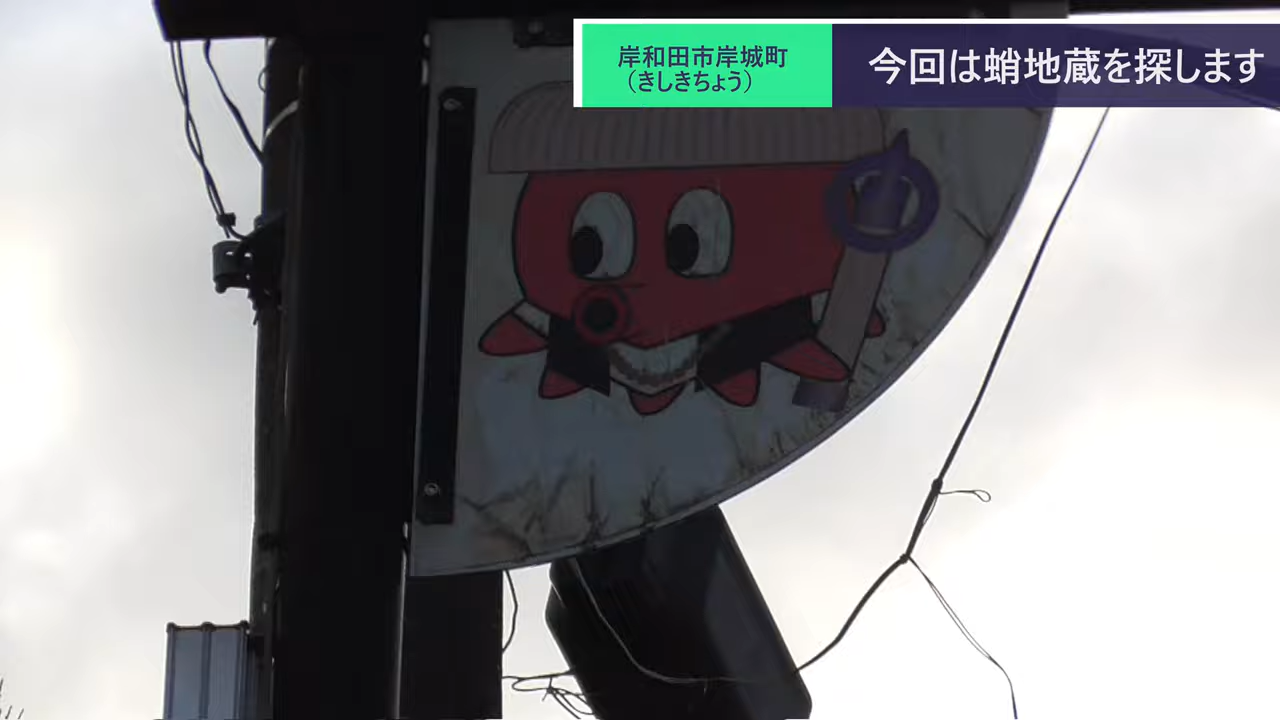 岸和田市岸城町
（きしきちょう）
今回は蛸地蔵を探します